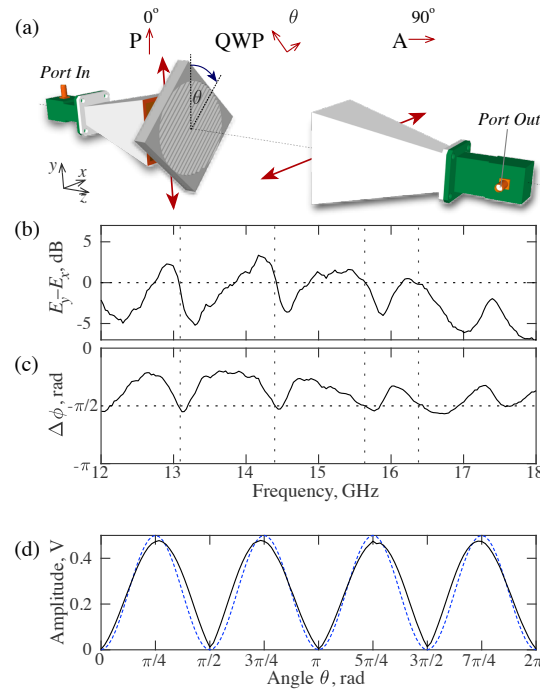 (a)
0° θ 90°
P QWP A
Port In
θ
Port Out
y x z
(b)
E_y–E_x, dB
5
0
-5
(c)
Δϕ, rad
0
-π/2
-π
12 13 14 15 16 17 18
Frequency, GHz
(d)
Amplitude, V
0.4
0.2
0
0 π/4 π/2 3π/4 π 5π/4 3π/2 7π/4 2π
Angle θ, rad